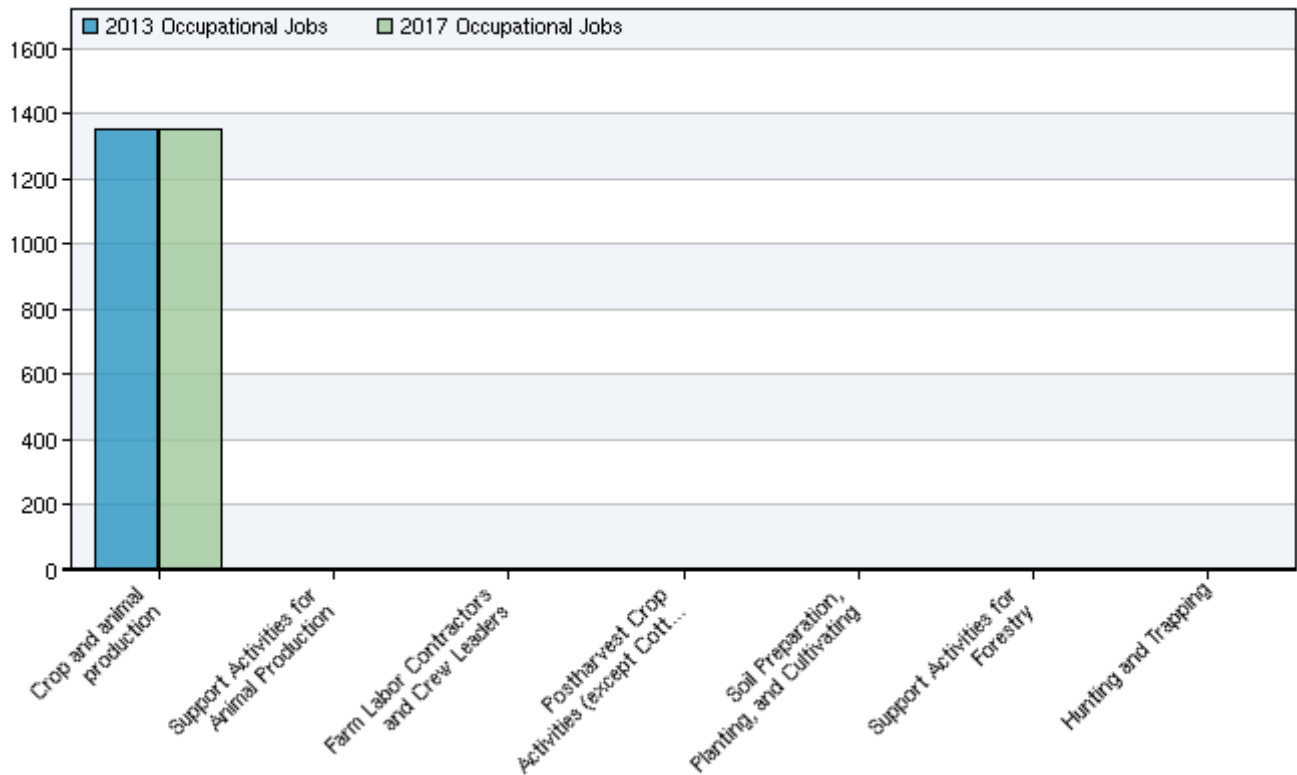 2013 Occupational Jobs
2017 Occupational Jobs
1600
1400
1200
1000
800
600
400
200
0
Crop and animal
production
Support Activities for
Animal Production
Farm Labor Contractors
and Crew Leaders
Postharvest Crop
Activities (except Cott...
Soil Preparation,
Planting, and Cultivating
Support Activities for
Forestry
Hunting and Trapping